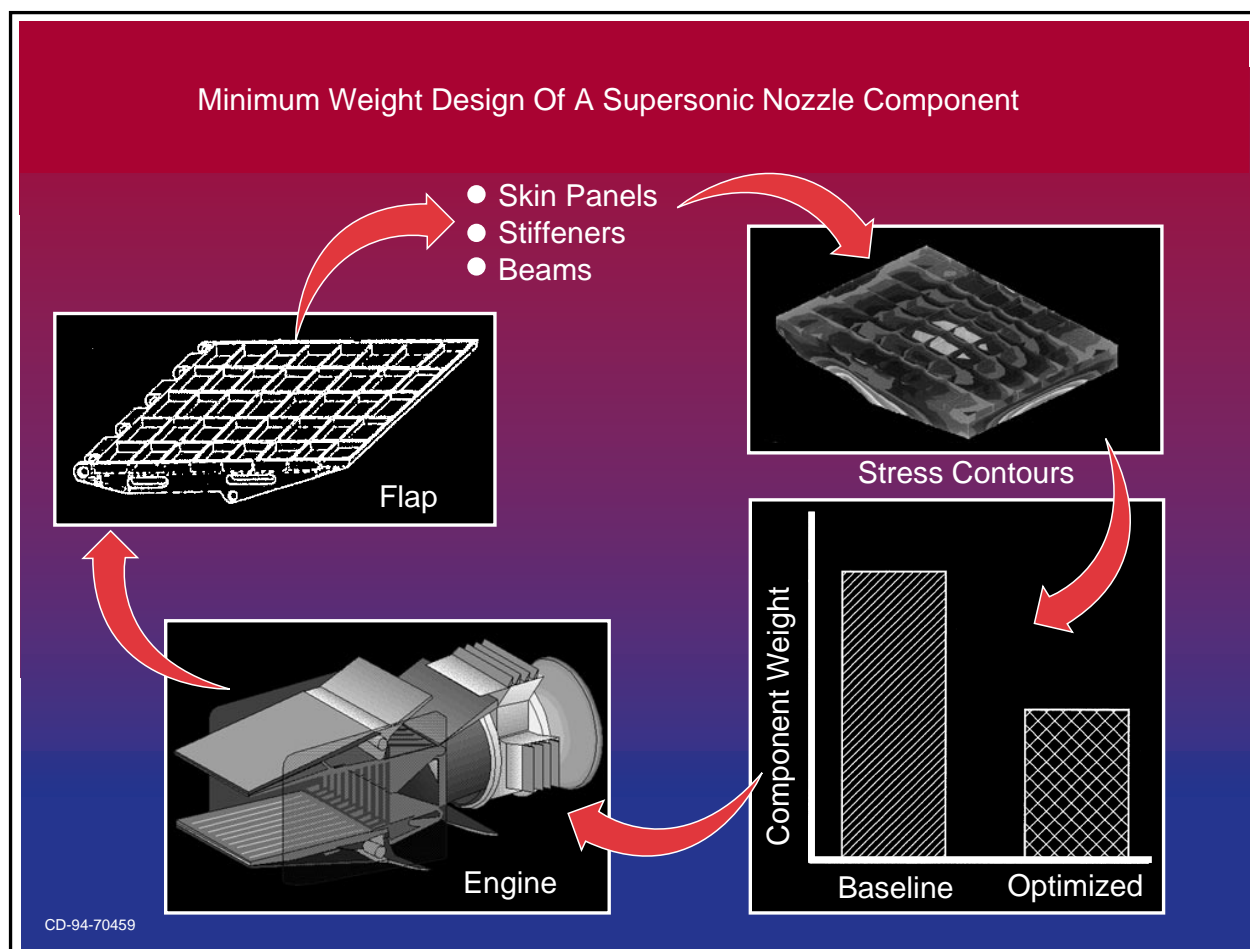 Minimum Weight Design Of A Supersonic Nozzle Component
Skin Panels
Stiffeners
Beams
Flap
Stress Contours
Component Weight
Baseline
Optimized
Engine
CD-94-70459